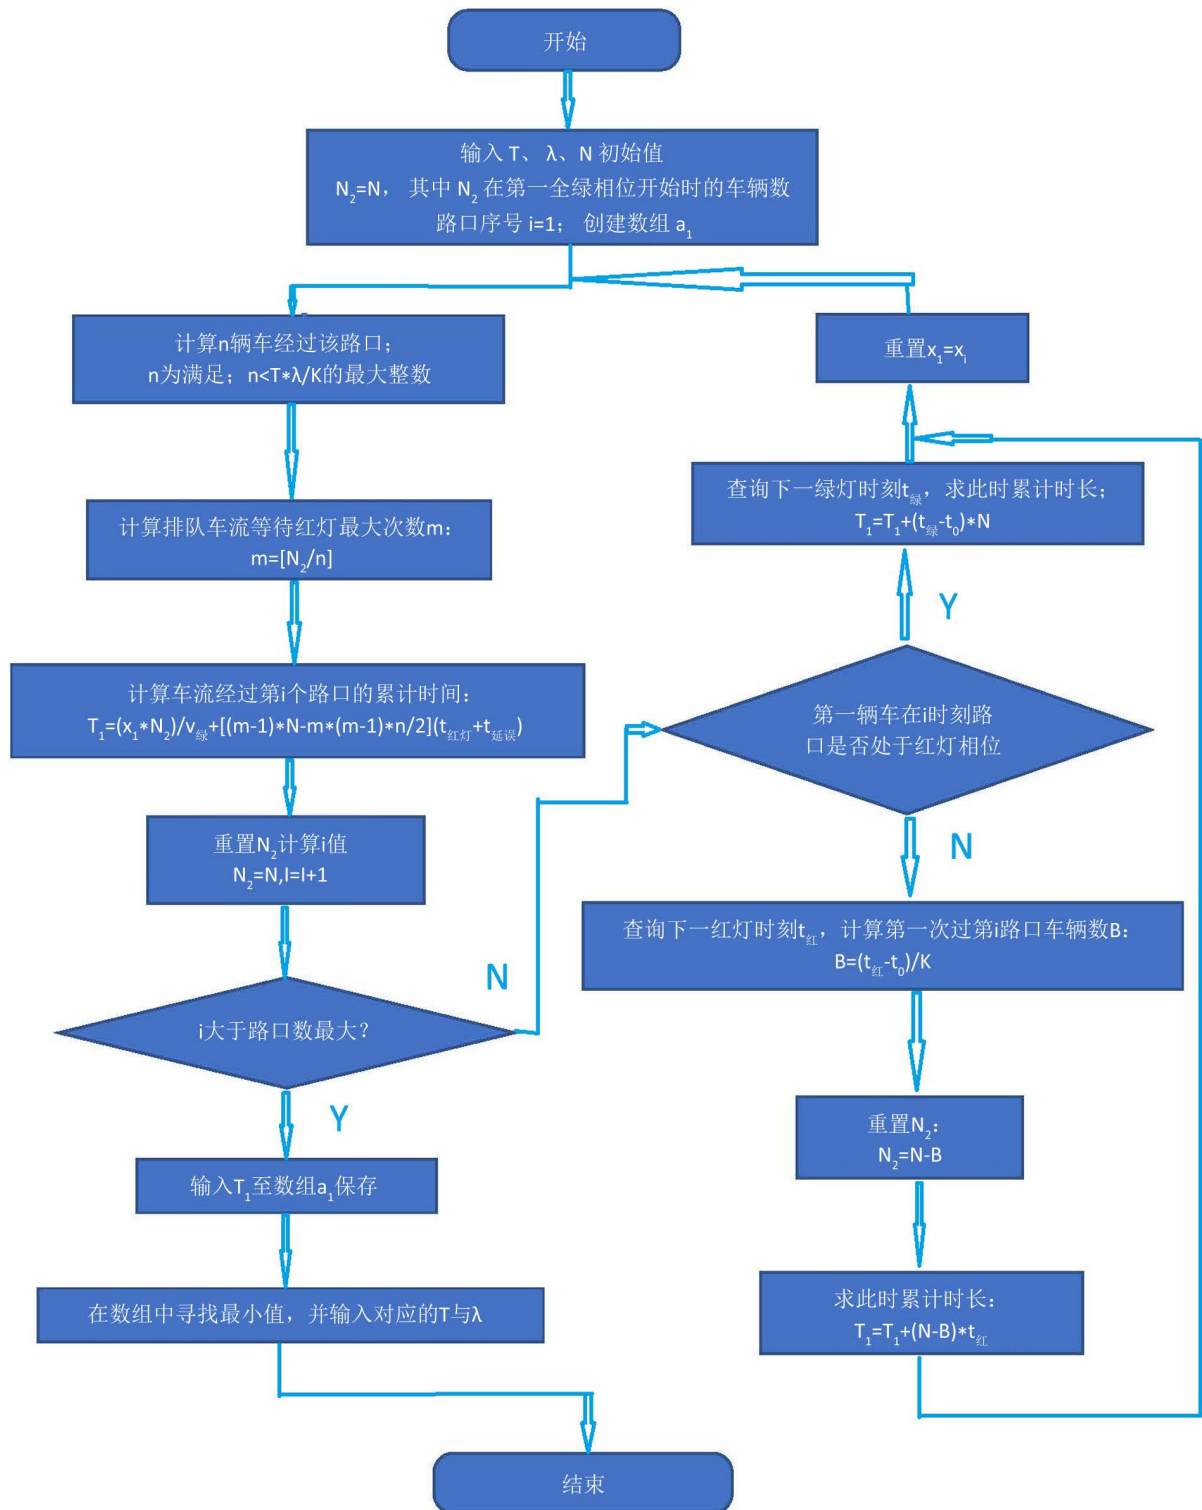 开始
输入 T、λ、N 初始值
N₂=N， 其中 N₂ 在第一全绿相位开始时的车辆数
路口序号 i=1； 创建数组 a₁
计算n辆车经过该路口；
n为满足；n<T*λ/K的最大整数
计算排队车流等待红灯最大次数m：
m=[N₂/n]
计算车流经过第i个路口的累计时间：
T₁=(x₁*N₂)/v绿+[(m-1)*N-m*(m-1)*n/2](t红灯+t延误)
重置N₂计算i值
N₂=N,I=I+1
i大于路口数最大？
N
Y
输入T₁至数组a₁保存
在数组中寻找最小值，并输入对应的T与λ
结束
重置x₁=xᵢ
查询下一绿灯时刻t绿，求此时累计时长；
T₁=T₁+(t绿-t₀)*N
Y
第一辆车在i时刻路
口是否处于红灯相位
N
查询下一红灯时刻t红，计算第一次过第i路口车辆数B：
B=(t红-t₀)/K
重置N₂：
N₂=N-B
求此时累计时长：
T₁=T₁+(N-B)*t红